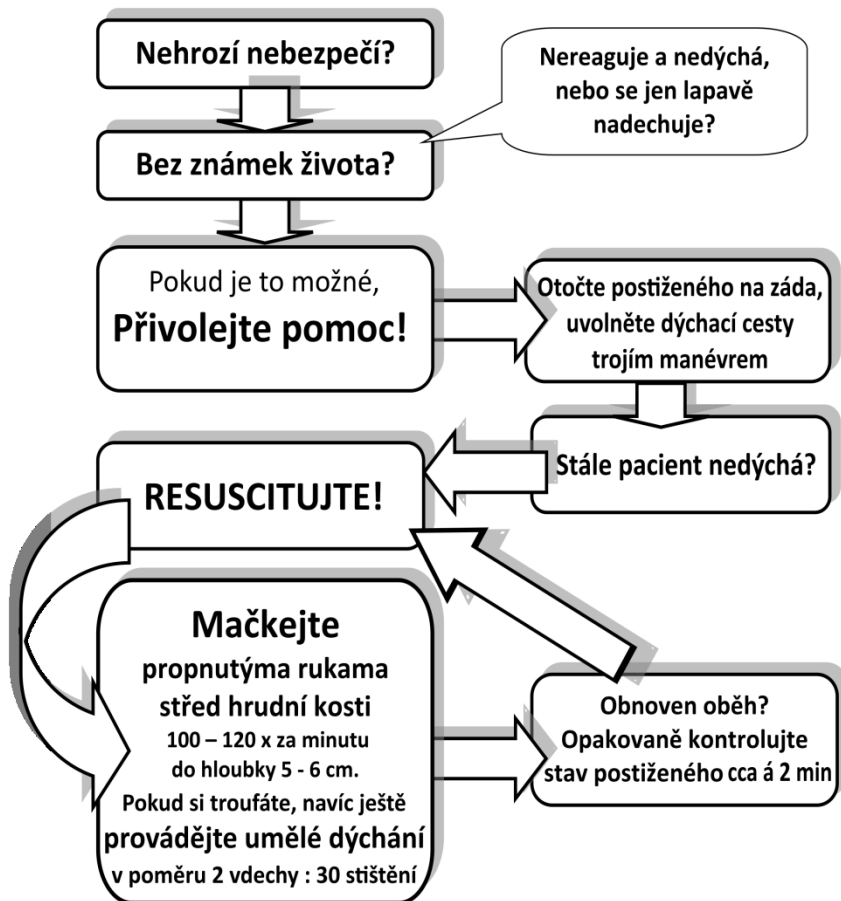 Nehrozí nebezpečí?
Nereaguje a nedýchá,
nebo se jen lapavě
nadechuje?
Bez známek života?
Pokud je to možné,
Přivolejte pomoc!
Otočte postiženého na záda,
uvolněte dýchací cesty
trojím manévrem
Stále pacient nedýchá?
RESUSCITUJTE!
Mačkejte
propnutýma rukama
střed hrudní kosti
100 – 120 x za minutu
do hloubky 5 - 6 cm.
Pokud si troufáte, navíc ještě
provádějte umělé dýchání
v poměru 2 vdechy : 30 stištění
Obnoven oběh?
Opakovaně kontrolujte
stav postiženého cca á 2 min